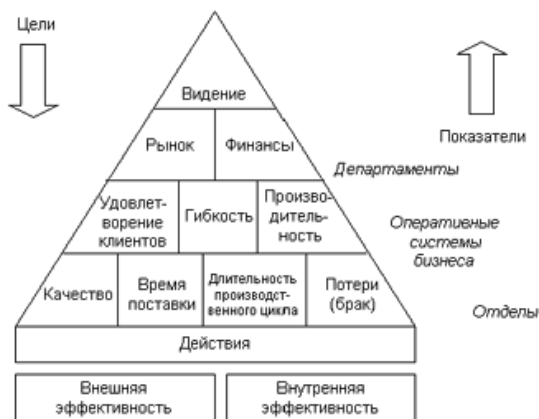 Цели
Видение
Показатели
Рынок
Финансы
Департаменты
Удовлет-
ворение
клиентов
Гибкость
Произво-
дитель-
ность
Оперативные
системы
бизнеса
Качество
Время
поставки
Длительность
производст-
венного цикла
Потери
(брак)
Отделы
Действия
Внешняя
эффективность
Внутренняя
эффективность